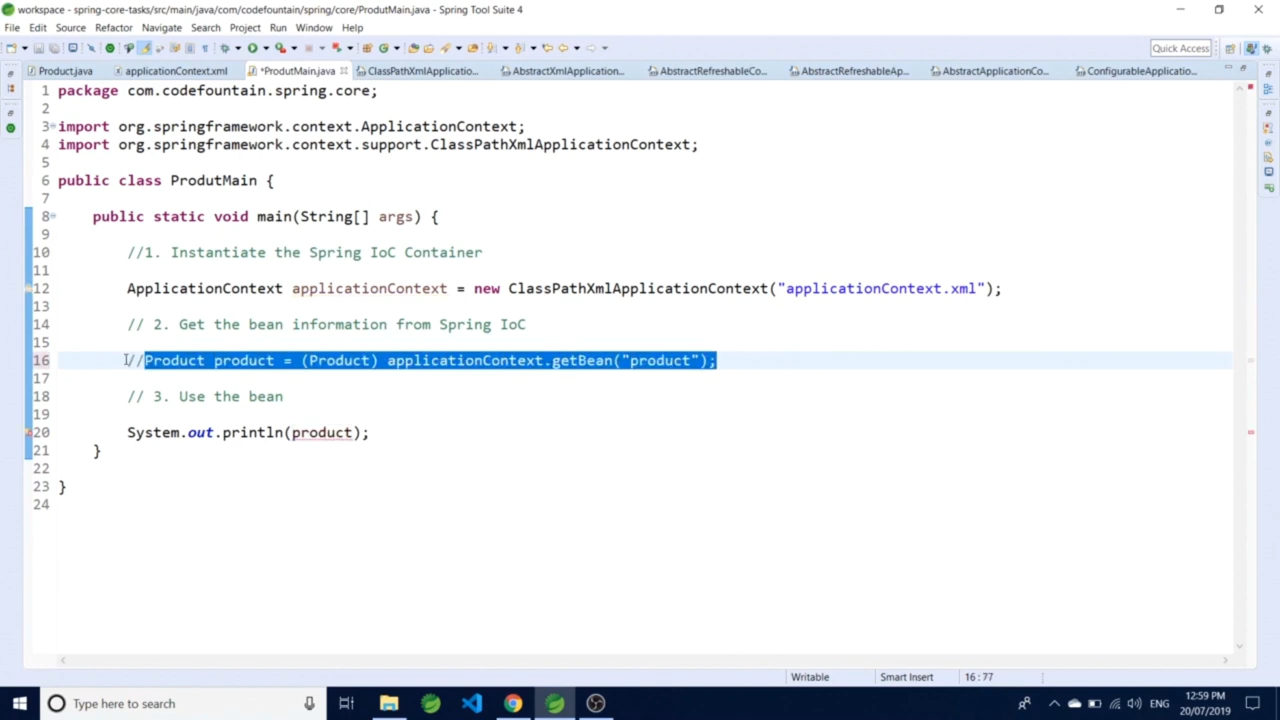 workspace - spring-core-tasks/src/main/java/com/codefountain/spring/core/ProdutMain.java - Spring Tool Suite 4
File Edit Source Refactor Navigate Search Project Run Window Help
Quick Access
Product.java applicationContext.xml *ProdutMain.java ClassPathXmlApplicatio... AbstractXmlApplication... AbstractRefreshableCo... AbstractRefreshableAp... AbstractApplicationCo... ConfigurableApplicatio...
1 package com.codefountain.spring.core;
2
3 import org.springframework.context.ApplicationContext;
4 import org.springframework.context.support.ClassPathXmlApplicationContext;
5
6 public class ProdutMain {
7
8 public static void main(String[] args) {
9
10 //1. Instantiate the Spring IoC Container
11
12 ApplicationContext applicationContext = new ClassPathXmlApplicationContext("applicationContext.xml");
13
14 // 2. Get the bean information from Spring IoC
15
16 //Product product = (Product) applicationContext.getBean("product");
17
18 // 3. Use the bean
19
20 System.out.println(product);
21 }
22
23 }
24
Writable Smart Insert 16 : 77
Type here to search
ENG
12:59 PM
20/07/2019